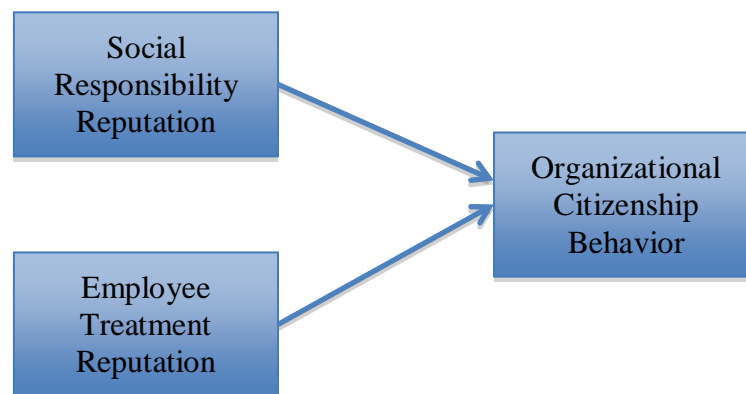 Social
Responsibility
Reputation
Organizational
Citizenship
Behavior
Employee
Treatment
Reputation